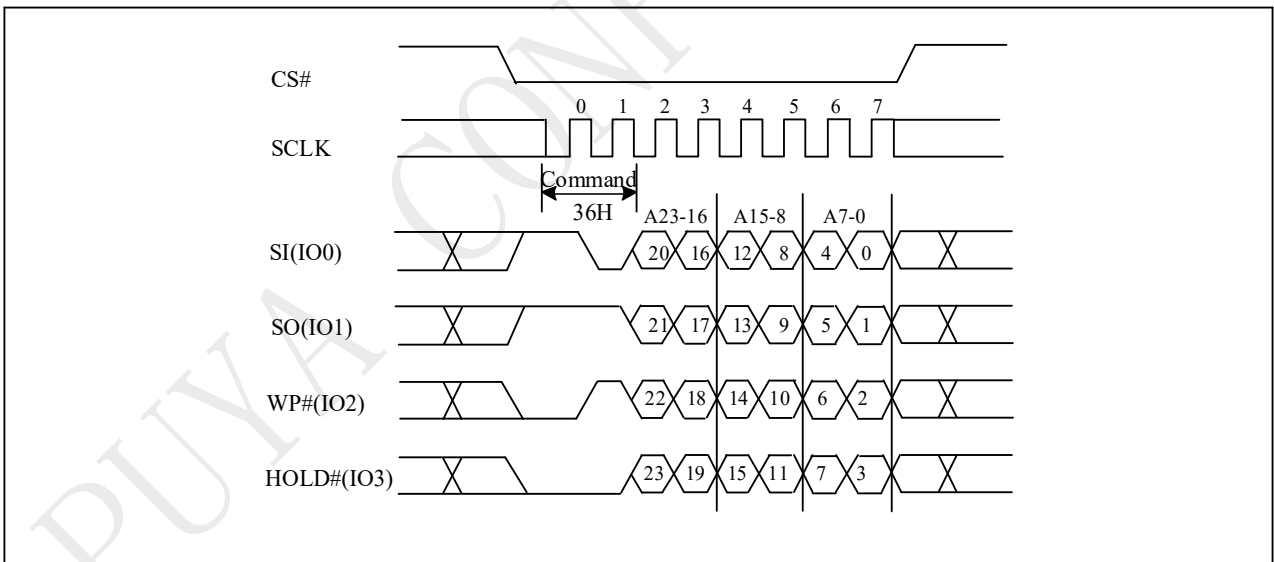 CS#
0 1 2 3 4 5 6 7
SCLK
Command
36H
A23-16 A15-8 A7-0
SI(IO0) 20 16 12 8 4 0
SO(IO1) 21 17 13 9 5 1
WP#(IO2) 22 18 14 10 6 2
HOLD#(IO3) 23 19 15 11 7 3
PUYA CONF